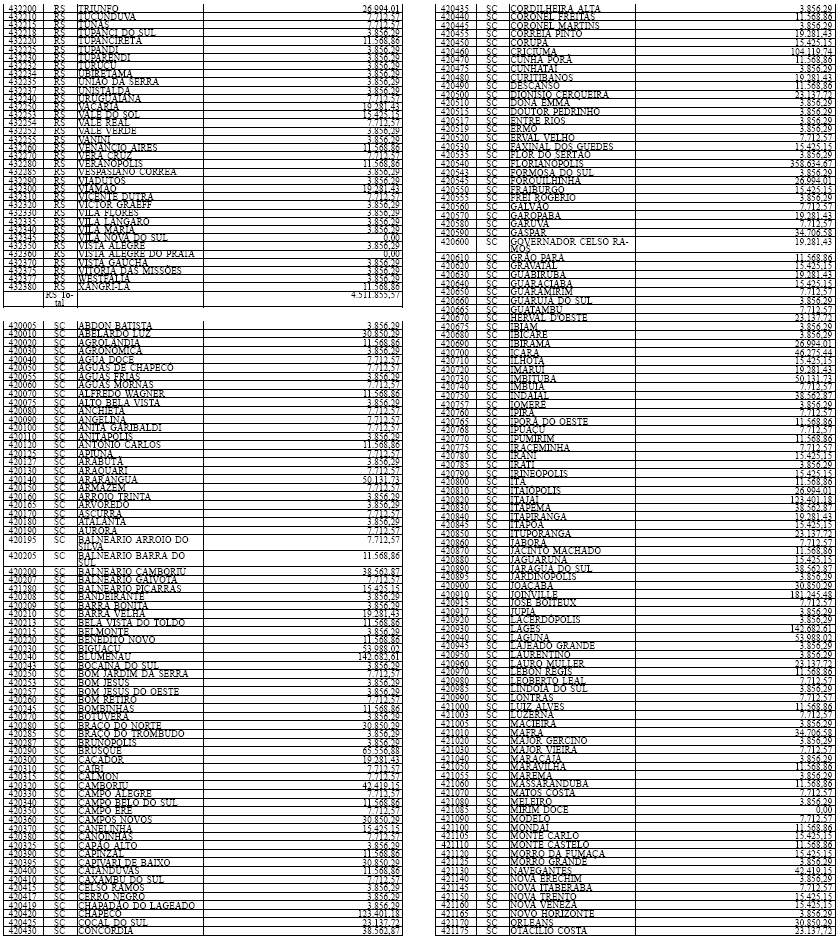 432200 RS TRIUNFO 26.994,01
432210 RS TUCUNDUVA 7.712,57
432215 RS TUNAS 7.712,57
432218 RS TUPANCI DO SUL 3.856,29
432220 RS TUPANCIRETA 11.568,86
432225 RS TUPANDI 3.856,29
432230 RS TUPARENDI 3.856,29
432232 RS TURUÇU 3.856,29
432234 RS UBIRETAMA 3.856,29
432235 RS UNIÃO DA SERRA 3.856,29
432237 RS UNISTALDA 3.856,29
432240 RS URUGUAIANA
432250 RS VACARIA 19.281,43
432253 RS VALE DO SOL 15.425,15
432254 RS VALE REAL 7.712,57
432252 RS VALE VERDE 3.856,29
432255 RS VANINI 3.856,29
432260 RS VENÂNCIO AIRES 11.568,86
432270 RS VERA CRUZ
432280 RS VERANÓPOLIS 11.568,86
432285 RS VESPASIANO CORREA 3.856,29
432290 RS VIADUTOS 3.856,29
432300 RS VIAMÃO 19.281,43
432310 RS VICENTE DUTRA 7.712,57
432320 RS VICTOR GRAEFF 3.856,29
432330 RS VILA FLORES 3.856,29
432335 RS VILA LÂNGARO 3.856,29
432340 RS VILA MARIA 3.856,29
432345 RS VILA NOVA DO SUL 0,00
432350 RS VISTA ALEGRE 3.856,29
432360 RS VISTA ALEGRE DO PRATA 0,00
432370 RS VISTA GAÚCHA 3.856,29
432375 RS VITÓRIA DAS MISSÕES 3.856,29
432377 RS WESTFALIA 3.856,29
432380 RS XANGRI-LÁ 11.568,86
RS To- 4.511.855,57
tal
420005 SC ABDON BATISTA 3.856,29
420010 SC ABELARDO LUZ 30.850,29
420020 SC AGROLÂNDIA 11.568,86
420030 SC AGRONÔMICA 3.856,29
420040 SC ÁGUA DOCE 7.712,57
420050 SC ÁGUAS DE CHAPECÓ 7.712,57
420055 SC ÁGUAS FRIAS 3.856,29
420060 SC ÁGUAS MORNAS 7.712,57
420070 SC ALFREDO WAGNER 11.568,86
420075 SC ALTO BELA VISTA 3.856,29
420080 SC ANCHIETA 7.712,57
420090 SC ANGELINA 7.712,57
420100 SC ANITA GARIBALDI 7.712,57
420110 SC ANITÁPOLIS 3.856,29
420120 SC ANTÔNIO CARLOS 11.568,86
420125 SC APIÚNA 7.712,57
420127 SC ARABUTÃ 3.856,29
420130 SC ARAQUARI 7.712,57
420140 SC ARARANGUÁ 50.131,73
420150 SC ARMAZÉM 7.712,57
420160 SC ARROIO TRINTA 3.856,29
420165 SC ARVOREDO 3.856,29
420170 SC ASCURRA 7.712,57
420180 SC ATALANTA 3.856,29
420190 SC AURORA 7.712,57
420195 SC BALNEÁRIO ARROIO DO 7.712,57
SILVA
420205 SC BALNEÁRIO BARRA DO 11.568,86
SUL
420200 SC BALNEÁRIO CAMBORIÚ 38.562,87
420207 SC BALNEÁRIO GAIVOTA 7.712,57
421280 SC BALNEÁRIO PIÇARRAS 15.425,15
420208 SC BANDEIRANTE 3.856,29
420209 SC BARRA BONITA 3.856,29
420210 SC BARRA VELHA 19.281,43
420213 SC BELA VISTA DO TOLDO 11.568,86
420215 SC BELMONTE 3.856,29
420220 SC BENEDITO NOVO 11.568,86
420230 SC BIGUAÇU 53.988,02
420240 SC BLUMENAU 142.682,61
420243 SC BOCAINA DO SUL 3.856,29
420250 SC BOM JARDIM DA SERRA 7.712,57
420253 SC BOM JESUS 3.856,29
420257 SC BOM JESUS DO OESTE 3.856,29
420260 SC BOM RETIRO 7.712,57
420245 SC BOMBINHAS 11.568,86
420270 SC BOTUVERÁ 3.856,29
420280 SC BRAÇO DO NORTE 30.850,29
420285 SC BRAÇO DO TROMBUDO 3.856,29
420287 SC BRUNÓPOLIS 3.856,29
420290 SC BRUSQUE 65.556,88
420300 SC CAÇADOR 19.281,43
420310 SC CAIBI 7.712,57
420315 SC CALMON 7.712,57
420320 SC CAMBORIÚ 42.419,15
420330 SC CAMPO ALEGRE 7.712,57
420340 SC CAMPO BELO DO SUL 11.568,86
420350 SC CAMPO ERÊ 7.712,57
420360 SC CAMPOS NOVOS 30.850,29
420370 SC CANELINHA 15.425,15
420380 SC CANOINHAS 7.712,57
420325 SC CAPÃO ALTO 3.856,29
420390 SC CAPINZAL 11.568,86
420395 SC CAPIVARI DE BAIXO 30.850,29
420400 SC CATANDUVAS 11.568,86
420410 SC CAXAMBU DO SUL 7.712,57
420415 SC CELSO RAMOS 3.856,29
420417 SC CERRO NEGRO 3.856,29
420419 SC CHAPADÃO DO LAGEADO 3.856,29
420420 SC CHAPECÓ 123.401,18
420425 SC COCAL DO SUL 23.137,72
420430 SC CONCÓRDIA 38.562,87
420435 SC CORDILHEIRA ALTA 3.856,29
420440 SC CORONEL FREITAS 11.568,86
420445 SC CORONEL MARTINS 3.856,29
420455 SC CORREIA PINTO 19.281,43
420450 SC CORUPÁ 15.425,15
420460 SC CRICIÚMA 104.119,74
420470 SC CUNHA PORÃ 11.568,86
420475 SC CUNHATAÍ 3.856,29
420480 SC CURITIBANOS 19.281,43
420490 SC DESCANSO 11.568,86
420500 SC DIONÍSIO CERQUEIRA 23.137,72
420510 SC DONA EMMA 3.856,29
420515 SC DOUTOR PEDRINHO 3.856,29
420517 SC ENTRE RIOS 3.856,29
420519 SC ERMO 3.856,29
420520 SC ERVAL VELHO 7.712,57
420530 SC FAXINAL DOS GUEDES 15.425,15
420535 SC FLOR DO SERTÃO 3.856,29
420540 SC FLORIANÓPOLIS 358.634,67
420543 SC FORMOSA DO SUL 3.856,29
420545 SC FORQUILHINHA 26.994,01
420550 SC FRAIBURGO 15.425,15
420555 SC FREI ROGÉRIO 3.856,29
420560 SC GALVÃO 7.712,57
420570 SC GAROPABA 19.281,43
420580 SC GARUVA 7.712,57
420590 SC GASPAR 34.706,58
420600 SC GOVERNADOR CELSO RA- 19.281,43
MOS
420610 SC GRÃO PARÁ 11.568,86
420620 SC GRAVATAL 15.425,15
420630 SC GUABIRUBA 19.281,43
420640 SC GUARACIABA 15.425,15
420650 SC GUARAMIRIM 7.712,57
420660 SC GUARUJÁ DO SUL 3.856,29
420665 SC GUATAMBÚ 7.712,57
420670 SC HERVAL D'OESTE 23.137,72
420675 SC IBIAM 3.856,29
420680 SC IBICARÉ 3.856,29
420690 SC IBIRAMA 26.994,01
420700 SC IÇARA 46.275,44
420710 SC ILHOTA 15.425,15
420720 SC IMARUÍ 19.281,43
420730 SC IMBITUBA 50.131,73
420740 SC IMBUIA 7.712,57
420750 SC INDAIAL 38.562,87
420757 SC IOMERÊ 3.856,29
420760 SC IPIRA 7.712,57
420765 SC IPORÃ DO OESTE 11.568,86
420768 SC IPUAÇU 7.712,57
420770 SC IPUMIRIM 11.568,86
420775 SC IRACEMINHA 7.712,57
420780 SC IRANI 15.425,15
420785 SC IRATI 3.856,29
420790 SC IRINEÓPOLIS 15.425,15
420800 SC ITÁ 11.568,86
420810 SC ITAIÓPOLIS 26.994,01
420820 SC ITAJAÍ 123.401,18
420830 SC ITAPEMA 38.562,87
420840 SC ITAPIRANGA 19.281,43
420845 SC ITAPOÁ 15.425,15
420850 SC ITUPORANGA 23.137,72
420860 SC JABORÁ 7.712,57
420870 SC JACINTO MACHADO 11.568,86
420880 SC JAGUARUNA 15.425,15
420890 SC JARAGUÁ DO SUL 38.562,87
420895 SC JARDINÓPOLIS 3.856,29
420900 SC JOAÇABA 30.850,29
420910 SC JOINVILLE 181.245,48
420915 SC JOSÉ BOITEUX 7.712,57
420917 SC JUPIÁ 3.856,29
420920 SC LACERDÓPOLIS 3.856,29
420930 SC LAGES 142.682,61
420940 SC LAGUNA 53.988,02
420945 SC LAJEADO GRANDE 3.856,29
420950 SC LAURENTINO 3.856,29
420960 SC LAURO MULLER 23.137,72
420970 SC LEBON RÉGIS 11.568,86
420980 SC LEOBERTO LEAL 7.712,57
420985 SC LINDÓIA DO SUL 3.856,29
420990 SC LONTRAS 7.712,57
421000 SC LUIZ ALVES 11.568,86
421003 SC LUZERNA 7.712,57
421005 SC MACIEIRA 3.856,29
421010 SC MAFRA 34.706,58
421020 SC MAJOR GERCINO 3.856,29
421030 SC MAJOR VIEIRA 7.712,57
421040 SC MARACAJÁ 3.856,29
421050 SC MARAVILHA 11.568,86
421055 SC MAREMA 3.856,29
421060 SC MASSARANDUBA 11.568,86
421070 SC MATOS COSTA 7.712,57
421080 SC MELEIRO 3.856,29
421085 SC MIRIM DOCE 0,00
421090 SC MODELO 7.712,57
421100 SC MONDAÍ 11.568,86
421105 SC MONTE CARLO 15.425,15
421110 SC MONTE CASTELO 11.568,86
421120 SC MORRO DA FUMAÇA 15.425,15
421125 SC MORRO GRANDE 3.856,29
421130 SC NAVEGANTES 42.419,15
421140 SC NOVA ERECHIM 3.856,29
421145 SC NOVA ITABERABA 7.712,57
421150 SC NOVA TRENTO 15.425,15
421160 SC NOVA VENEZA 15.425,15
421165 SC NOVO HORIZONTE 3.856,29
421170 SC ORLEANS 30.850,29
421175 SC OTACÍLIO COSTA 23.137,72